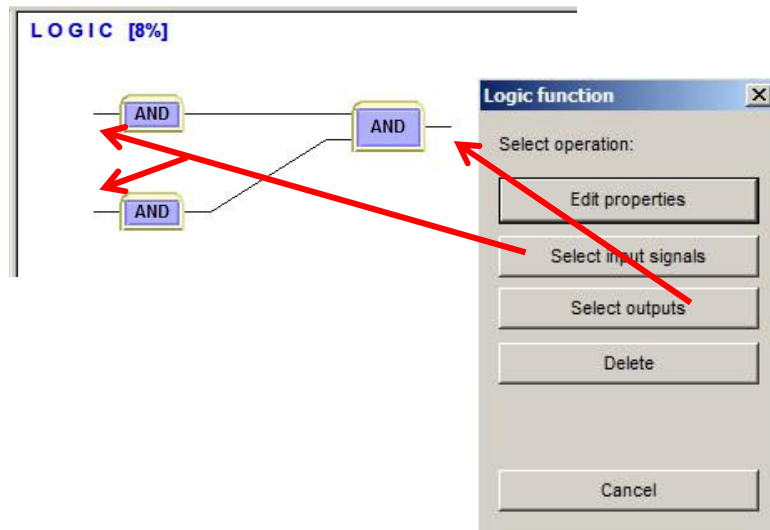 LOGIC [8%]
AND
AND
AND
Logic function
Select operation:
Edit properties
Select input signals
Select outputs
Delete
Cancel